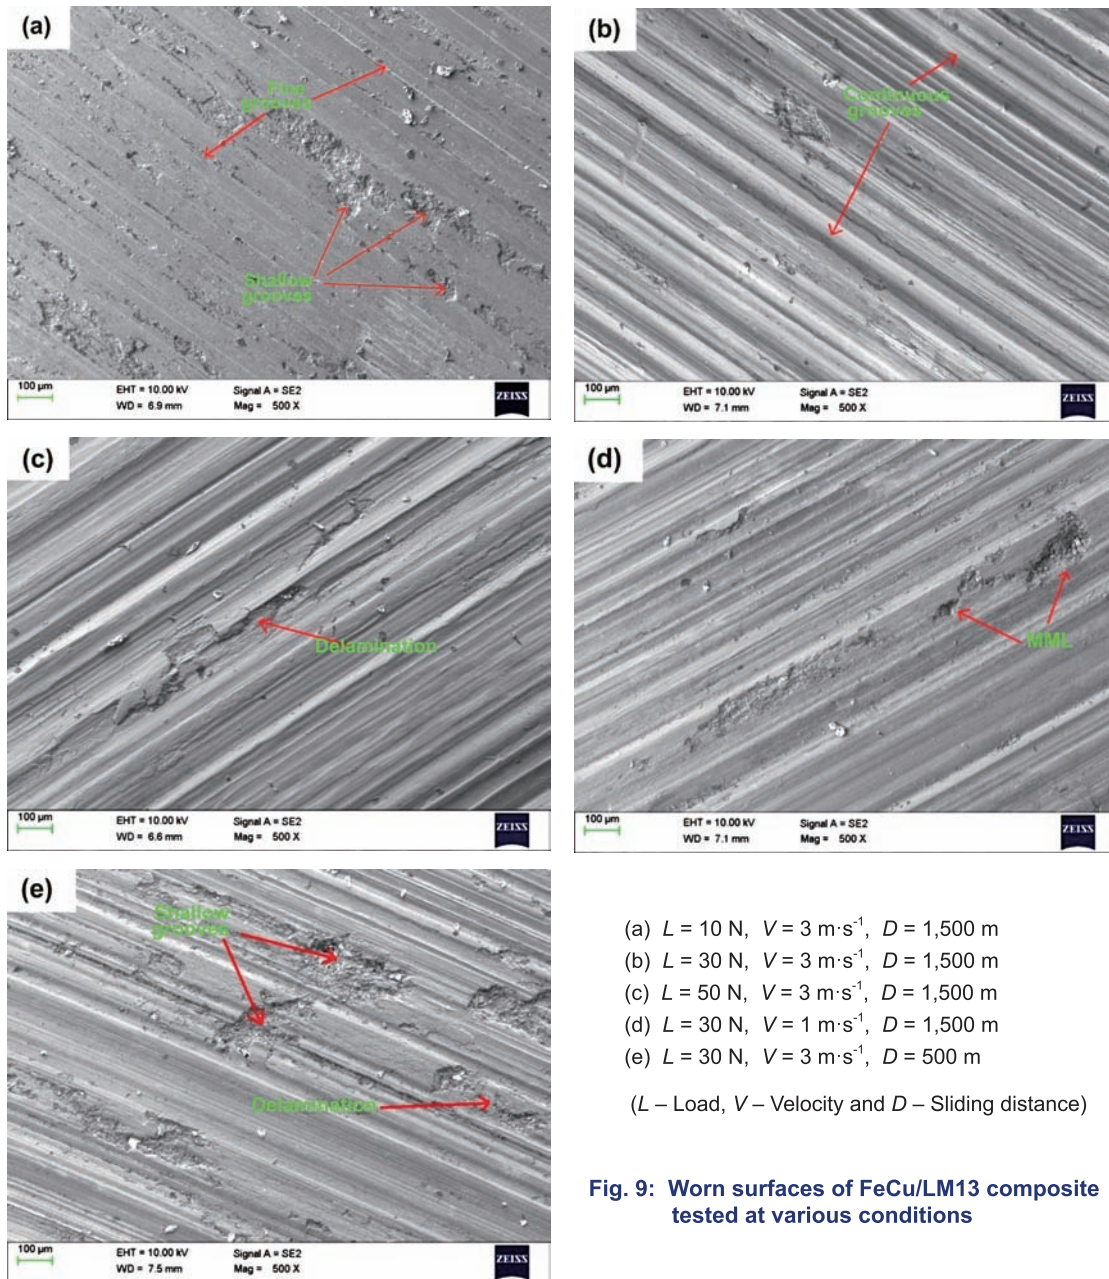 (a)
Fine
grooves
Shallow
grooves
100 µm
EHT = 10.00 kV Signal A = SE2
WD = 6.9 mm Mag = 500 X
ZEISS
(b)
Continuous
grooves
100 µm
EHT = 10.00 kV Signal A = SE2
WD = 7.1 mm Mag = 500 X
ZEISS
(c)
Delamination
100 µm
EHT = 10.00 kV Signal A = SE2
WD = 6.6 mm Mag = 500 X
ZEISS
(d)
MML
100 µm
EHT = 10.00 kV Signal A = SE2
WD = 7.1 mm Mag = 500 X
ZEISS
(e)
Shallow
grooves
Delamination
100 µm
EHT = 10.00 kV Signal A = SE2
WD = 7.5 mm Mag = 500 X
ZEISS
(a) L = 10 N, V = 3 m·s⁻¹, D = 1,500 m
(b) L = 30 N, V = 3 m·s⁻¹, D = 1,500 m
(c) L = 50 N, V = 3 m·s⁻¹, D = 1,500 m
(d) L = 30 N, V = 1 m·s⁻¹, D = 1,500 m
(e) L = 30 N, V = 3 m·s⁻¹, D = 500 m
(L – Load, V – Velocity and D – Sliding distance)
Fig. 9: Worn surfaces of FeCu/LM13 composite
tested at various conditions